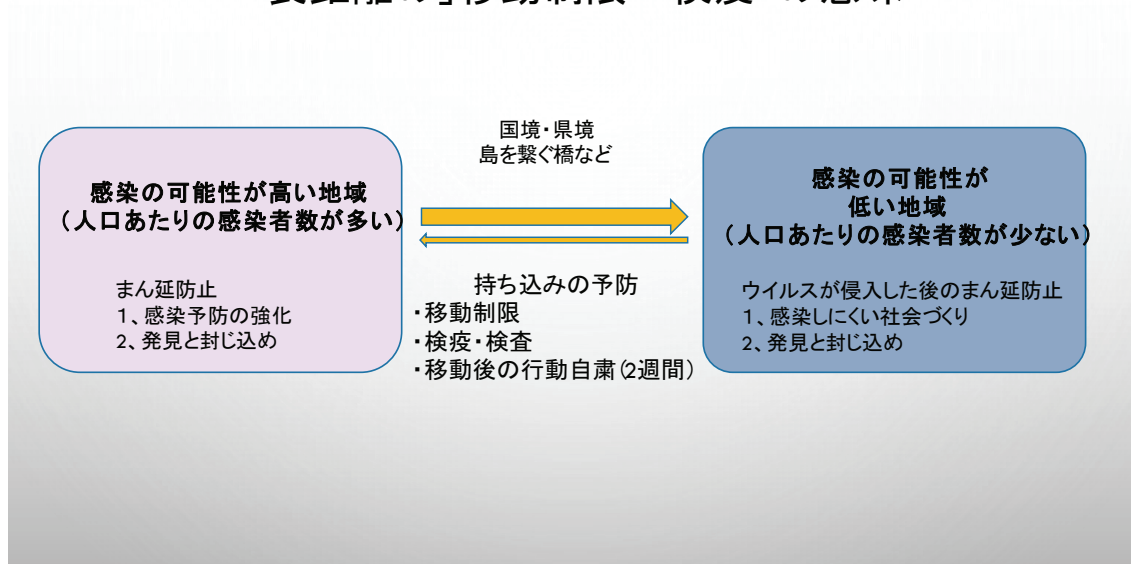 国境・県境
島を繋ぐ橋など
感染の可能性が高い地域
（人口あたりの感染者数が多い）
まん延防止
1、感染予防の強化
2、発見と封じ込め
持ち込みの予防
・移動制限
・検疫・検査
・移動後の行動自粛（2週間）
感染の可能性が
低い地域
（人口あたりの感染者数が少ない）
ウイルスが侵入した後のまん延防止
1、感染しにくい社会づくり
2、発見と封じ込め